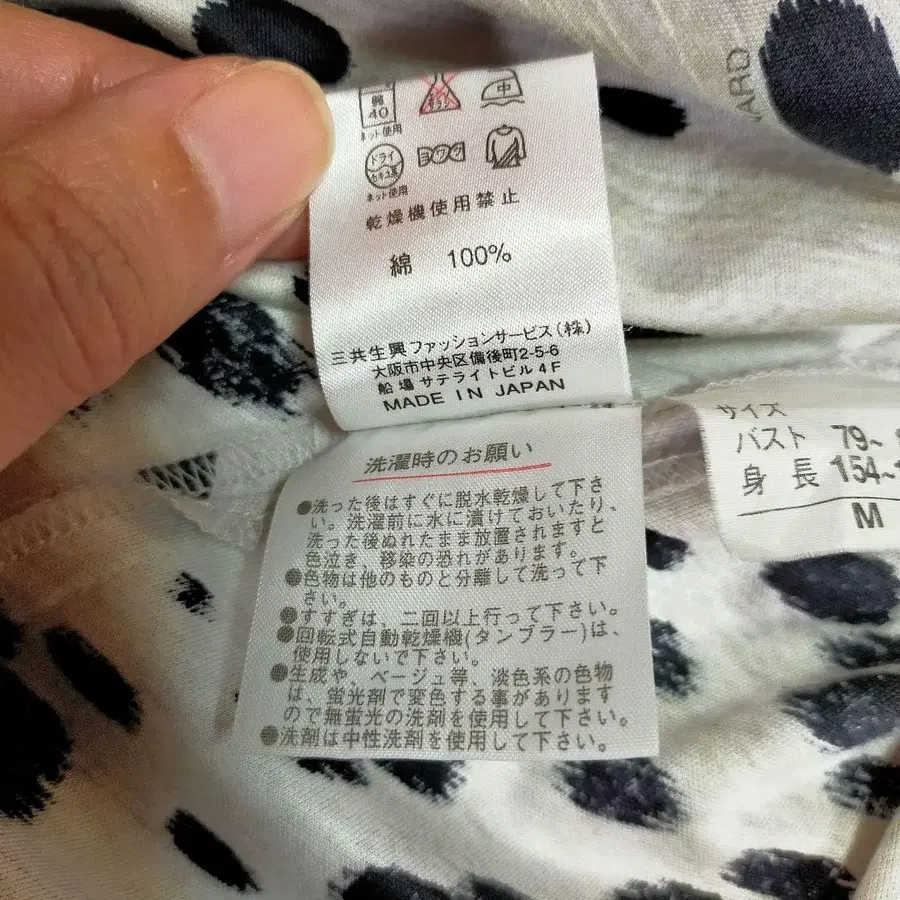 40
ネット使用
中
ドライ
セキユ系
ネット使用
乾燥機使用禁止
綿 100%
三共生興ファッションサービス(株)
大阪市中央区備後町2-5-6
船場サテライトビル4F
MADE IN JAPAN
洗濯時のお願い
●洗った後はすぐに脱水乾燥して下さ
い。洗濯前に水に漬けておいたり、
洗った後ぬれたまま放置されますと
色泣き、移染の恐れがあります。
●色物は他のものと分離して洗って下
さい。
●すすぎは、二回以上行って下さい。
●回転式自動乾燥機(タンブラー)は、
使用しないで下さい。
●生成や、ベージュ等、淡色系の色物
は、蛍光剤で変色する事があります
ので無蛍光の洗剤を使用して下さい。
●洗剤は中性洗剤を使用して下さい。
サイズ
バスト 79~
身長 154~
M
NARD